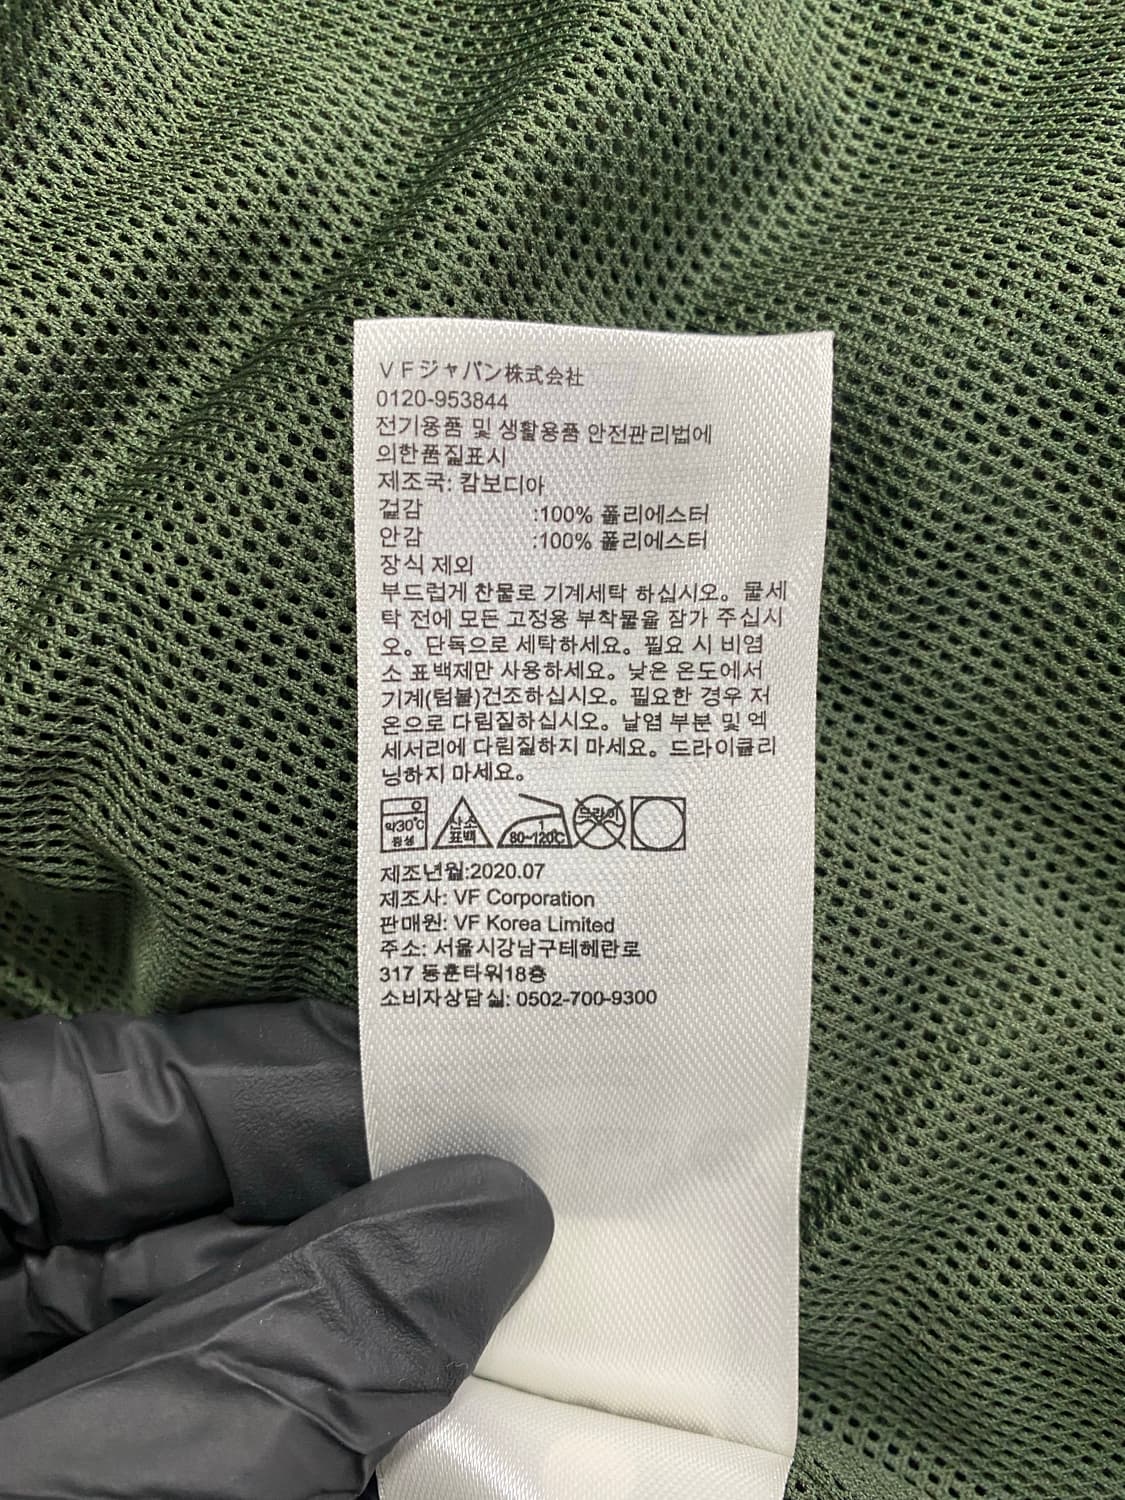 ＶＦジャパン株式会社
0120-953844
전기용품 및 생활용품 안전관리법에
의한품질표시
제조국: 캄보디아
겉감 :100% 폴리에스터
안감 :100% 폴리에스터
장식 제외
부드럽게 찬물로 기계세탁 하십시오。물세
탁 전에 모든 고정용 부착물을 잠가 주십시
오。단독으로 세탁하세요。필요 시 비염
소 표백제만 사용하세요。낮은 온도에서
기계(텀블)건조하십시오。필요한 경우 저
온으로 다림질하십시오。날염 부분 및 엑
세서리에 다림질하지 마세요。드라이클리
닝하지 마세요。
약30℃ 중성 산소 표백 80~120℃ 드라이
제조년월:2020.07
제조사: VF Corporation
판매원: VF Korea Limited
주소: 서울시강남구테헤란로
317 동훈타워18층
소비자상담실: 0502-700-9300